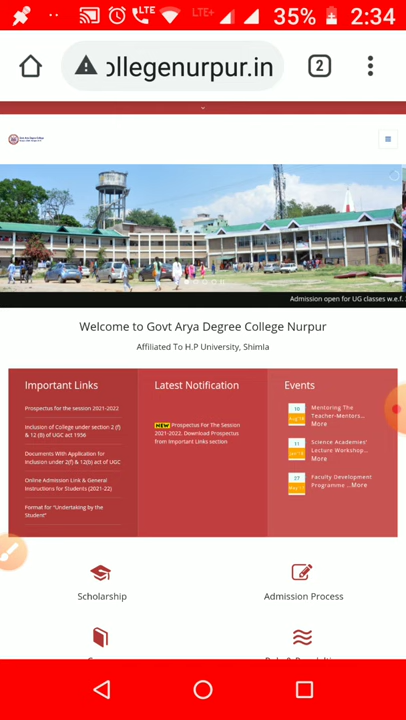 LTE
LTE+
35%
2:34
ollegenurpur.in
2
Admission open for UG classes w.e.f.
Welcome to Govt Arya Degree College Nurpur
Affiliated To H.P University, Shimla
Important Links
Prospectus for the session 2021-2022
Inclusion of College under section 2 (f)
& 12 (B) of UGC act 1956
Documents With Application for
inclusion under 2(f) & 12(b) act of UGC
Online Admission Link & General
Instructions for Students (2021-22)
Format for "Undertaking by the
Student"
Latest Notification
NEW Prospectus For The Session
2021-2022, Download Prospectus
from Important Links section
Events
10
Mentoring The
Teacher-Mentors...
More
11
Science Academies'
Lecture Workshop...
More
27
Faculty Development
Programme .. More
Scholarship
Admission Process